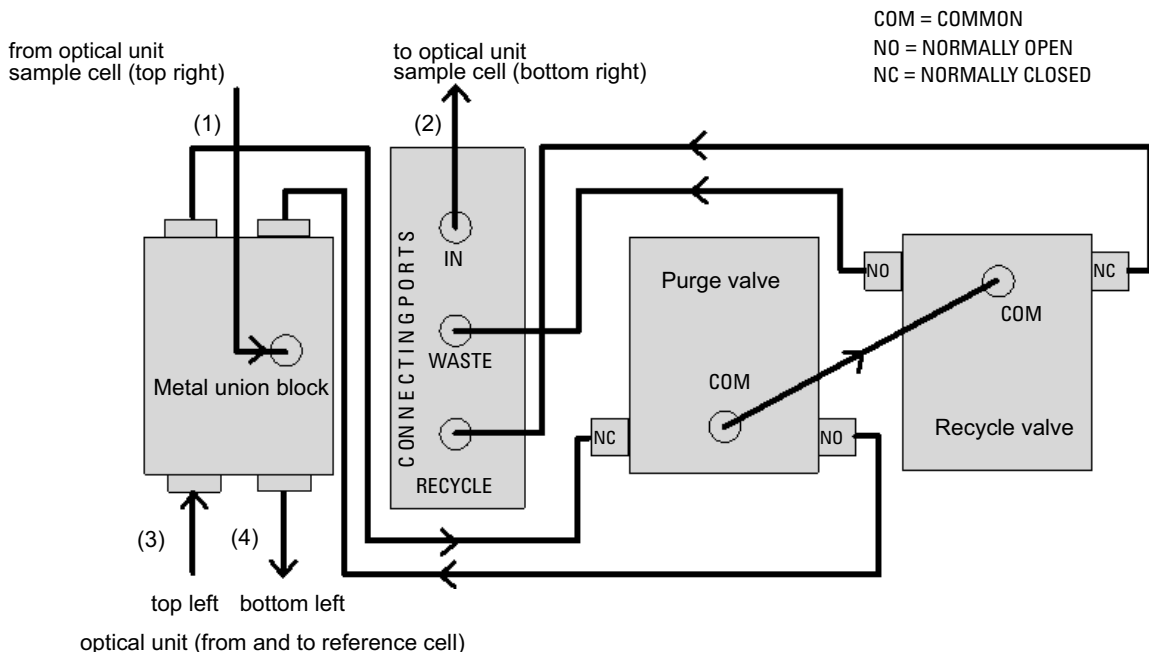 COM = COMMON
NO = NORMALLY OPEN
NC = NORMALLY CLOSED
from optical unit
sample cell (top right)
to optical unit
sample cell (bottom right)
(1)
(2)
CONNECTING PORTS
IN
WASTE
RECYCLE
Metal union block
Purge valve
COM
NC
NO
NO
NC
COM
Recycle valve
(3)
(4)
top left
bottom left
optical unit (from and to reference cell)